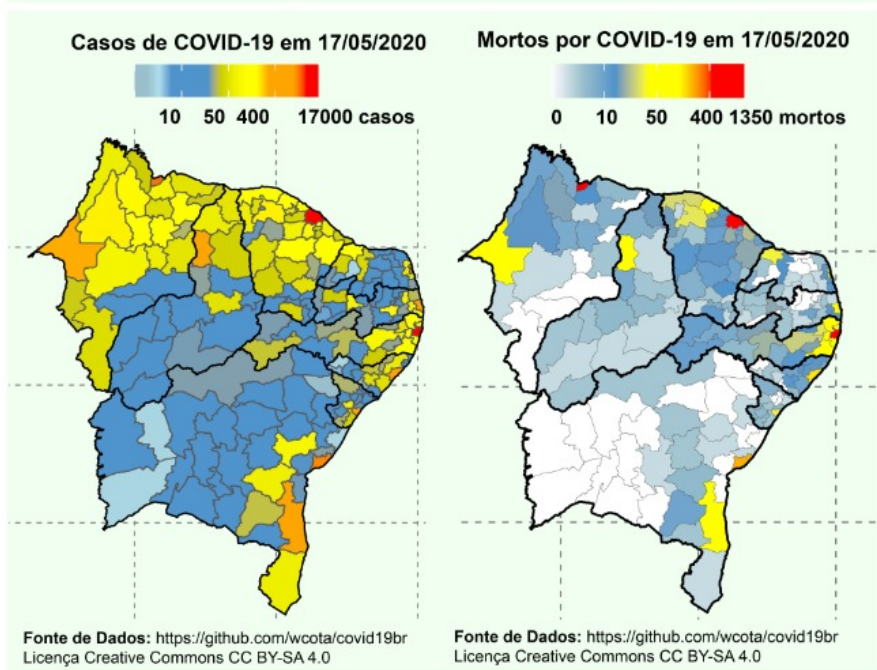 Casos de COVID-19 em 17/05/2020
10 50 400 17000 casos
Fonte de Dados: https://github.com/wcota/covid19br
Licença Creative Commons CC BY-SA 4.0
Mortos por COVID-19 em 17/05/2020
0 10 50 400 1350 mortos
Fonte de Dados: https://github.com/wcota/covid19br
Licença Creative Commons CC BY-SA 4.0